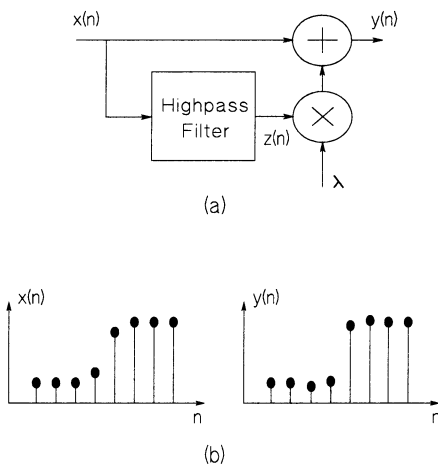 x(n)
y(n)
Highpass
Filter
z(n)
λ
(a)
x(n)
y(n)
n
n
(b)